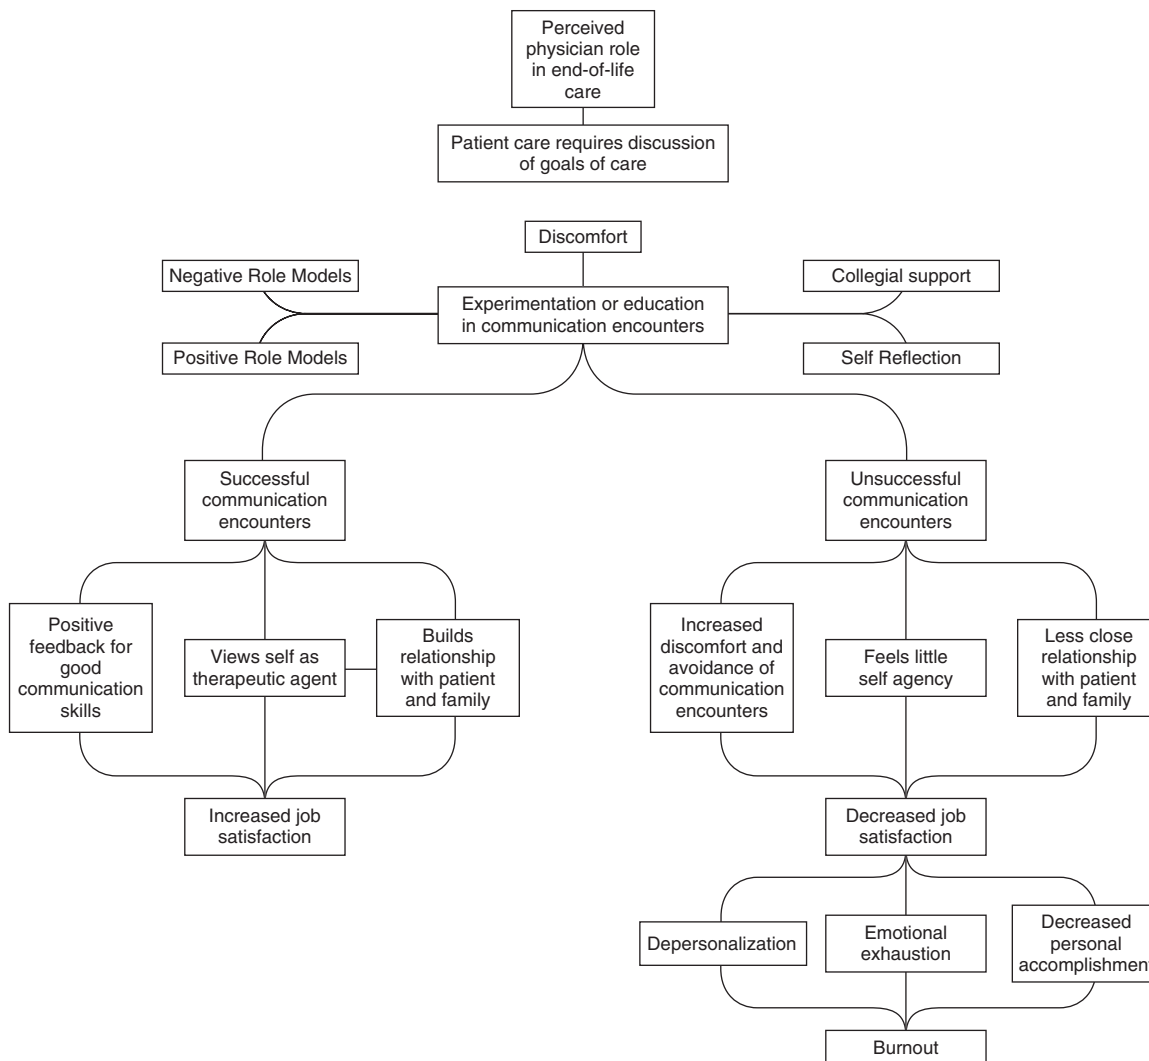 Perceived
physician role
in end-of-life
care
Patient care requires discussion
of goals of care
Discomfort
Negative Role Models
Collegial support
Experimentation or education
in communication encounters
Positive Role Models
Self Reflection
Successful
communication
encounters
Unsuccessful
communication
encounters
Positive
feedback for
good
communication
skills
Views self as
therapeutic agent
Builds
relationship
with patient
and family
Increased
discomfort and
avoidance of
communication
encounters
Feels little
self agency
Less close
relationship
with patient
and family
Increased job
satisfaction
Decreased job
satisfaction
Depersonalization
Emotional
exhaustion
Decreased
personal
accomplishment
Burnout